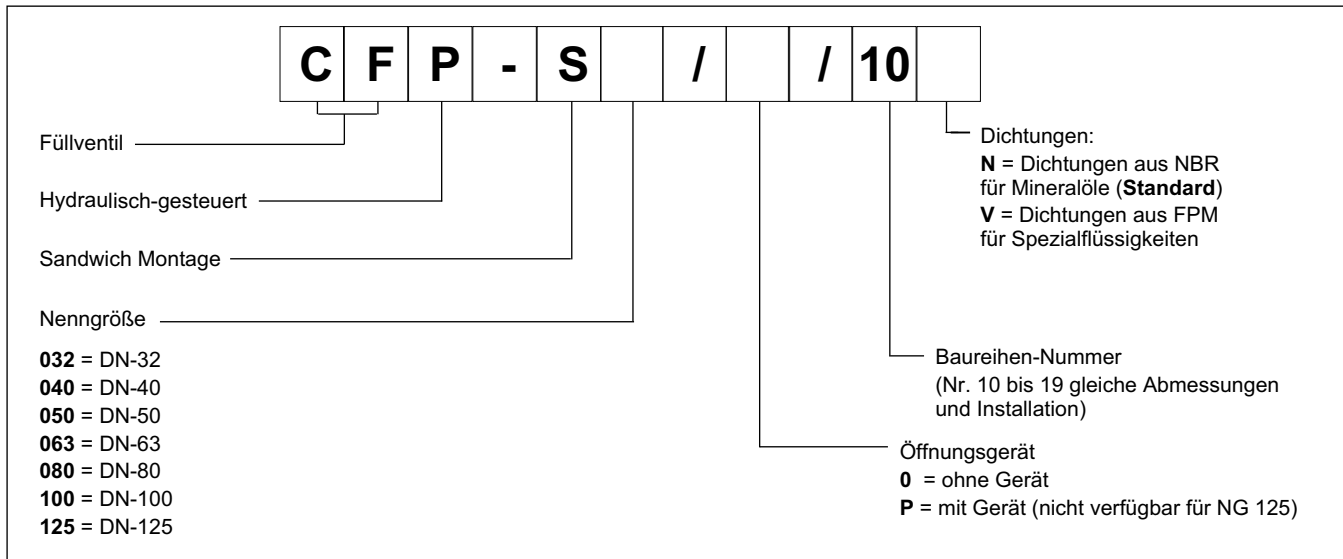 C F P - S / / 10
Füllventil
Hydraulisch-gesteuert
Sandwich Montage
Nenngröße
032 = DN-32
040 = DN-40
050 = DN-50
063 = DN-63
080 = DN-80
100 = DN-100
125 = DN-125
Dichtungen:
N = Dichtungen aus NBR
für Mineralöle (Standard)
V = Dichtungen aus FPM
für Spezialflüssigkeiten
Baureihen-Nummer
(Nr. 10 bis 19 gleiche Abmessungen
und Installation)
Öffnungsgerät
0 = ohne Gerät
P = mit Gerät (nicht verfügbar für NG 125)